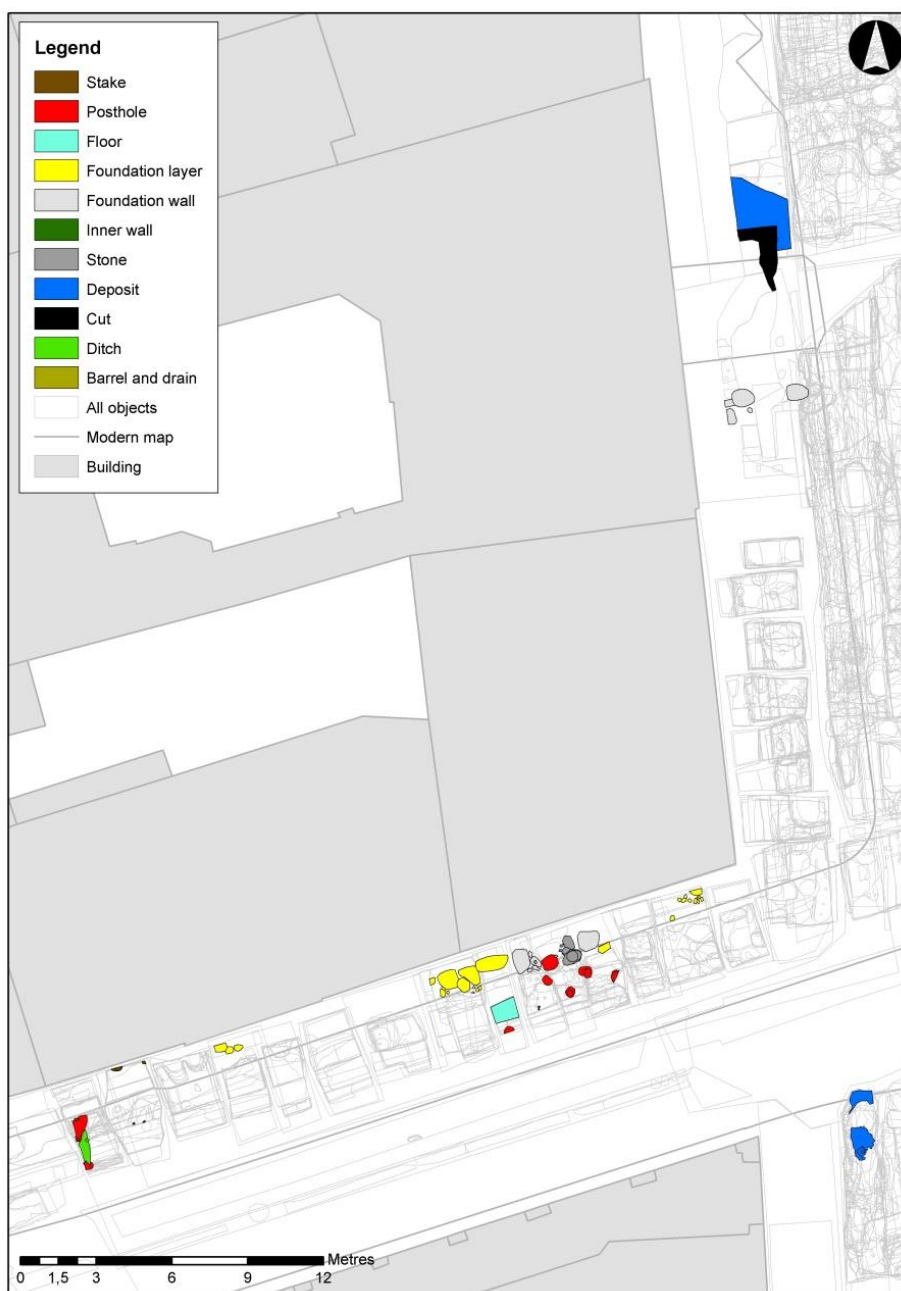 Legend
Stake
Posthole
Floor
Foundation layer
Foundation wall
Inner wall
Stone
Deposit
Cut
Ditch
Barrel and drain
All objects
Modern map
Building
Metres
0 1,5 3 6 9 12